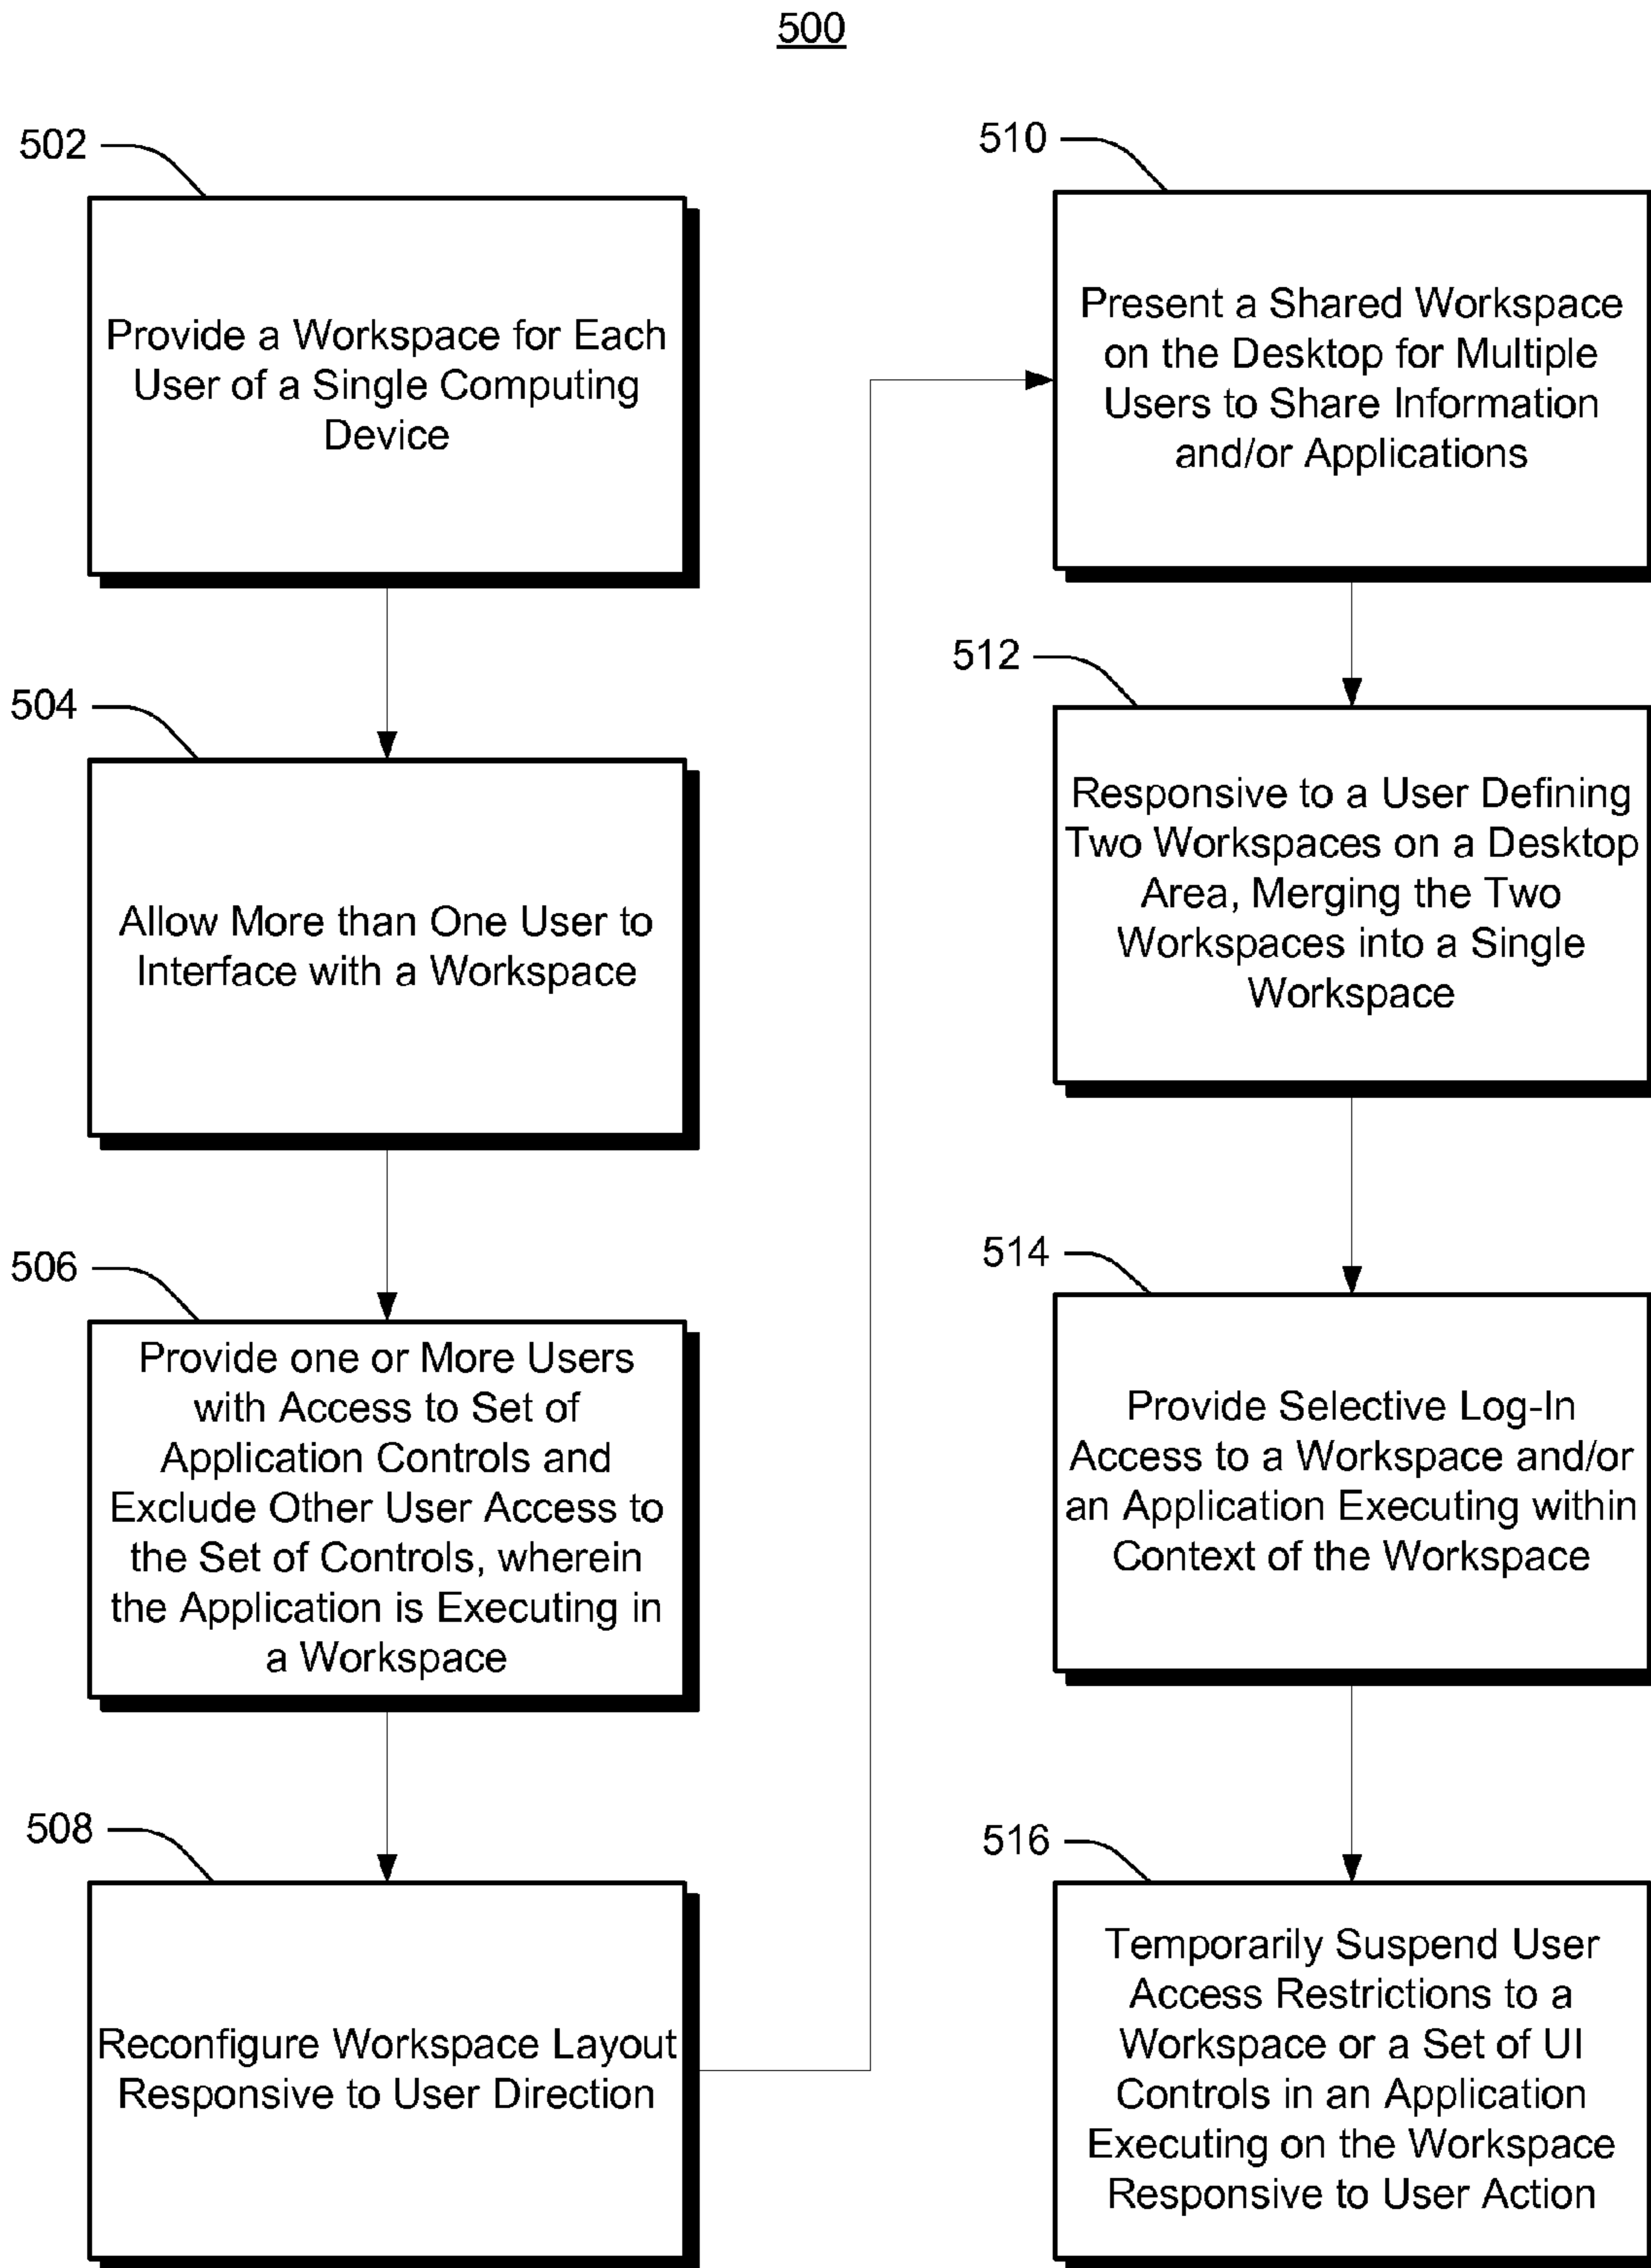 500
502
Provide a Workspace for Each
User of a Single Computing
Device
504
Allow More than One User to
Interface with a Workspace
506
Provide one or More Users
with Access to Set of
Application Controls and
Exclude Other User Access to
the Set of Controls, wherein
the Application is Executing in
a Workspace
508
Reconfigure Workspace Layout
Responsive to User Direction
510
Present a Shared Workspace
on the Desktop for Multiple
Users to Share Information
and/or Applications
512
Responsive to a User Defining
Two Workspaces on a Desktop
Area, Merging the Two
Workspaces into a Single
Workspace
514
Provide Selective Log-In
Access to a Workspace and/or
an Application Executing within
Context of the Workspace
516
Temporarily Suspend User
Access Restrictions to a
Workspace or a Set of UI
Controls in an Application
Executing on the Workspace
Responsive to User Action